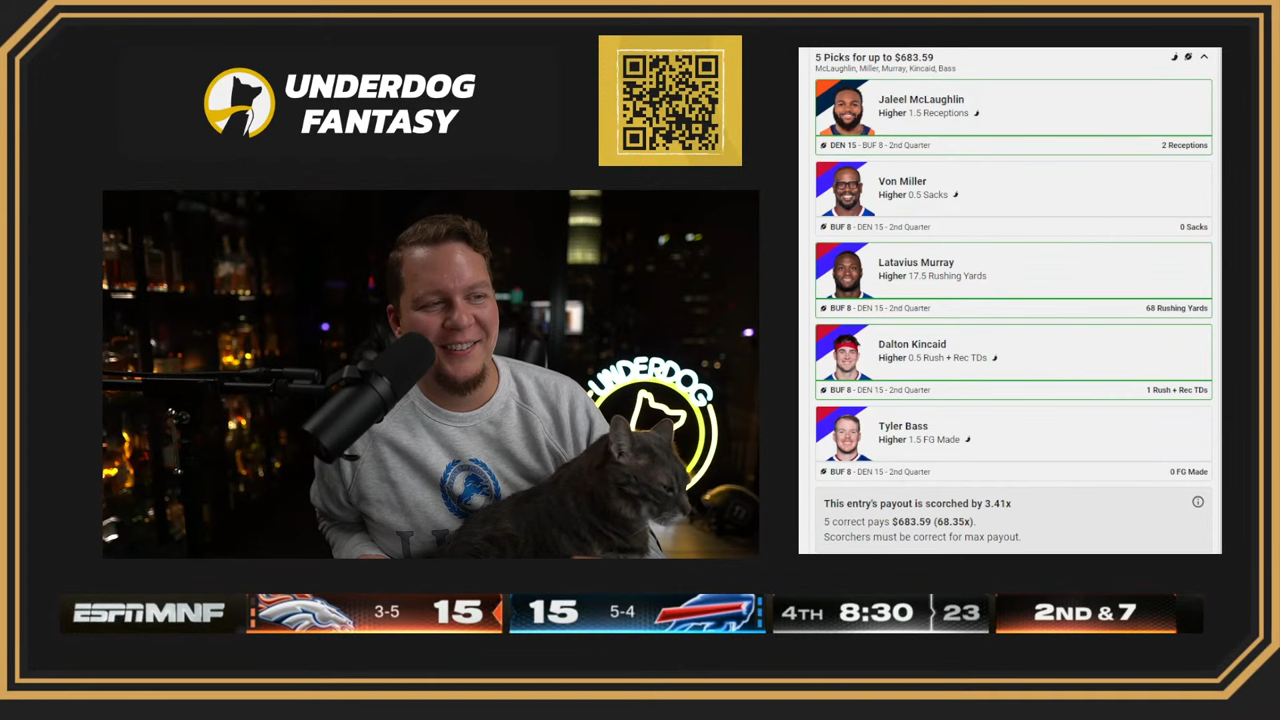 UNDERDOG
FANTASY
5 Picks for up to $683.59
McLaughlin, Miller, Murray, Kincaid, Bass
Jaleel McLaughlin
Higher 1.5 Receptions
DEN 15 - BUF 8 - 2nd Quarter
2 Receptions
Von Miller
Higher 0.5 Sacks
BUF 8 - DEN 15 - 2nd Quarter
0 Sacks
Latavius Murray
Higher 17.5 Rushing Yards
BUF 8 - DEN 15 - 2nd Quarter
68 Rushing Yards
Dalton Kincaid
Higher 0.5 Rush + Rec TDs
BUF 8 - DEN 15 - 2nd Quarter
1 Rush + Rec TDs
Tyler Bass
Higher 1.5 FG Made
BUF 8 - DEN 15 - 2nd Quarter
0 FG Made
This entry's payout is scorched by 3.41x
5 correct pays $683.59 (68.35x).
Scorchers must be correct for max payout.
UNDERDOG
ESPN MNF 3-5 15 15 5-4 4TH 8:30 23 2ND & 7